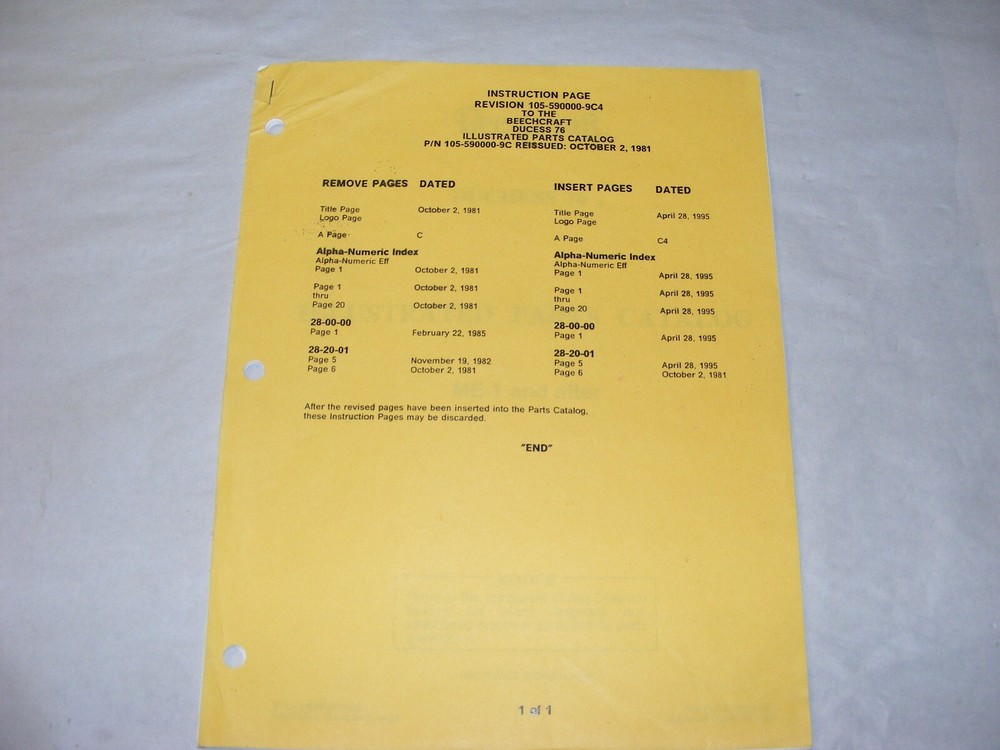 INSTRUCTION PAGE
REVISION 105-590000-9C4
TO THE
BEECHCRAFT
DUCESS 76
ILLUSTRATED PARTS CATALOG
P/N 105-590000-9C REISSUED: OCTOBER 2, 1981
REMOVE PAGES DATED INSERT PAGES DATED
Title Page October 2, 1981 Title Page April 28, 1995
Logo Page Logo Page
A Page C A Page C4
Alpha-Numeric Index Alpha-Numeric Index
Alpha-Numeric Eff Alpha-Numeric Eff
Page 1 October 2, 1981 Page 1 April 28, 1995
Page 1 October 2, 1981 Page 1 April 28, 1995
thru thru
Page 20 October 2, 1981 Page 20 April 28, 1995
28-00-00 28-00-00
Page 1 February 22, 1985 Page 1 April 28, 1995
28-20-01 28-20-01
Page 5 November 19, 1982 Page 5 April 28, 1995
Page 6 October 2, 1981 Page 6 October 2, 1981
After the revised pages have been inserted into the Parts Catalog,
these Instruction Pages may be discarded.
"END"
1 of 1